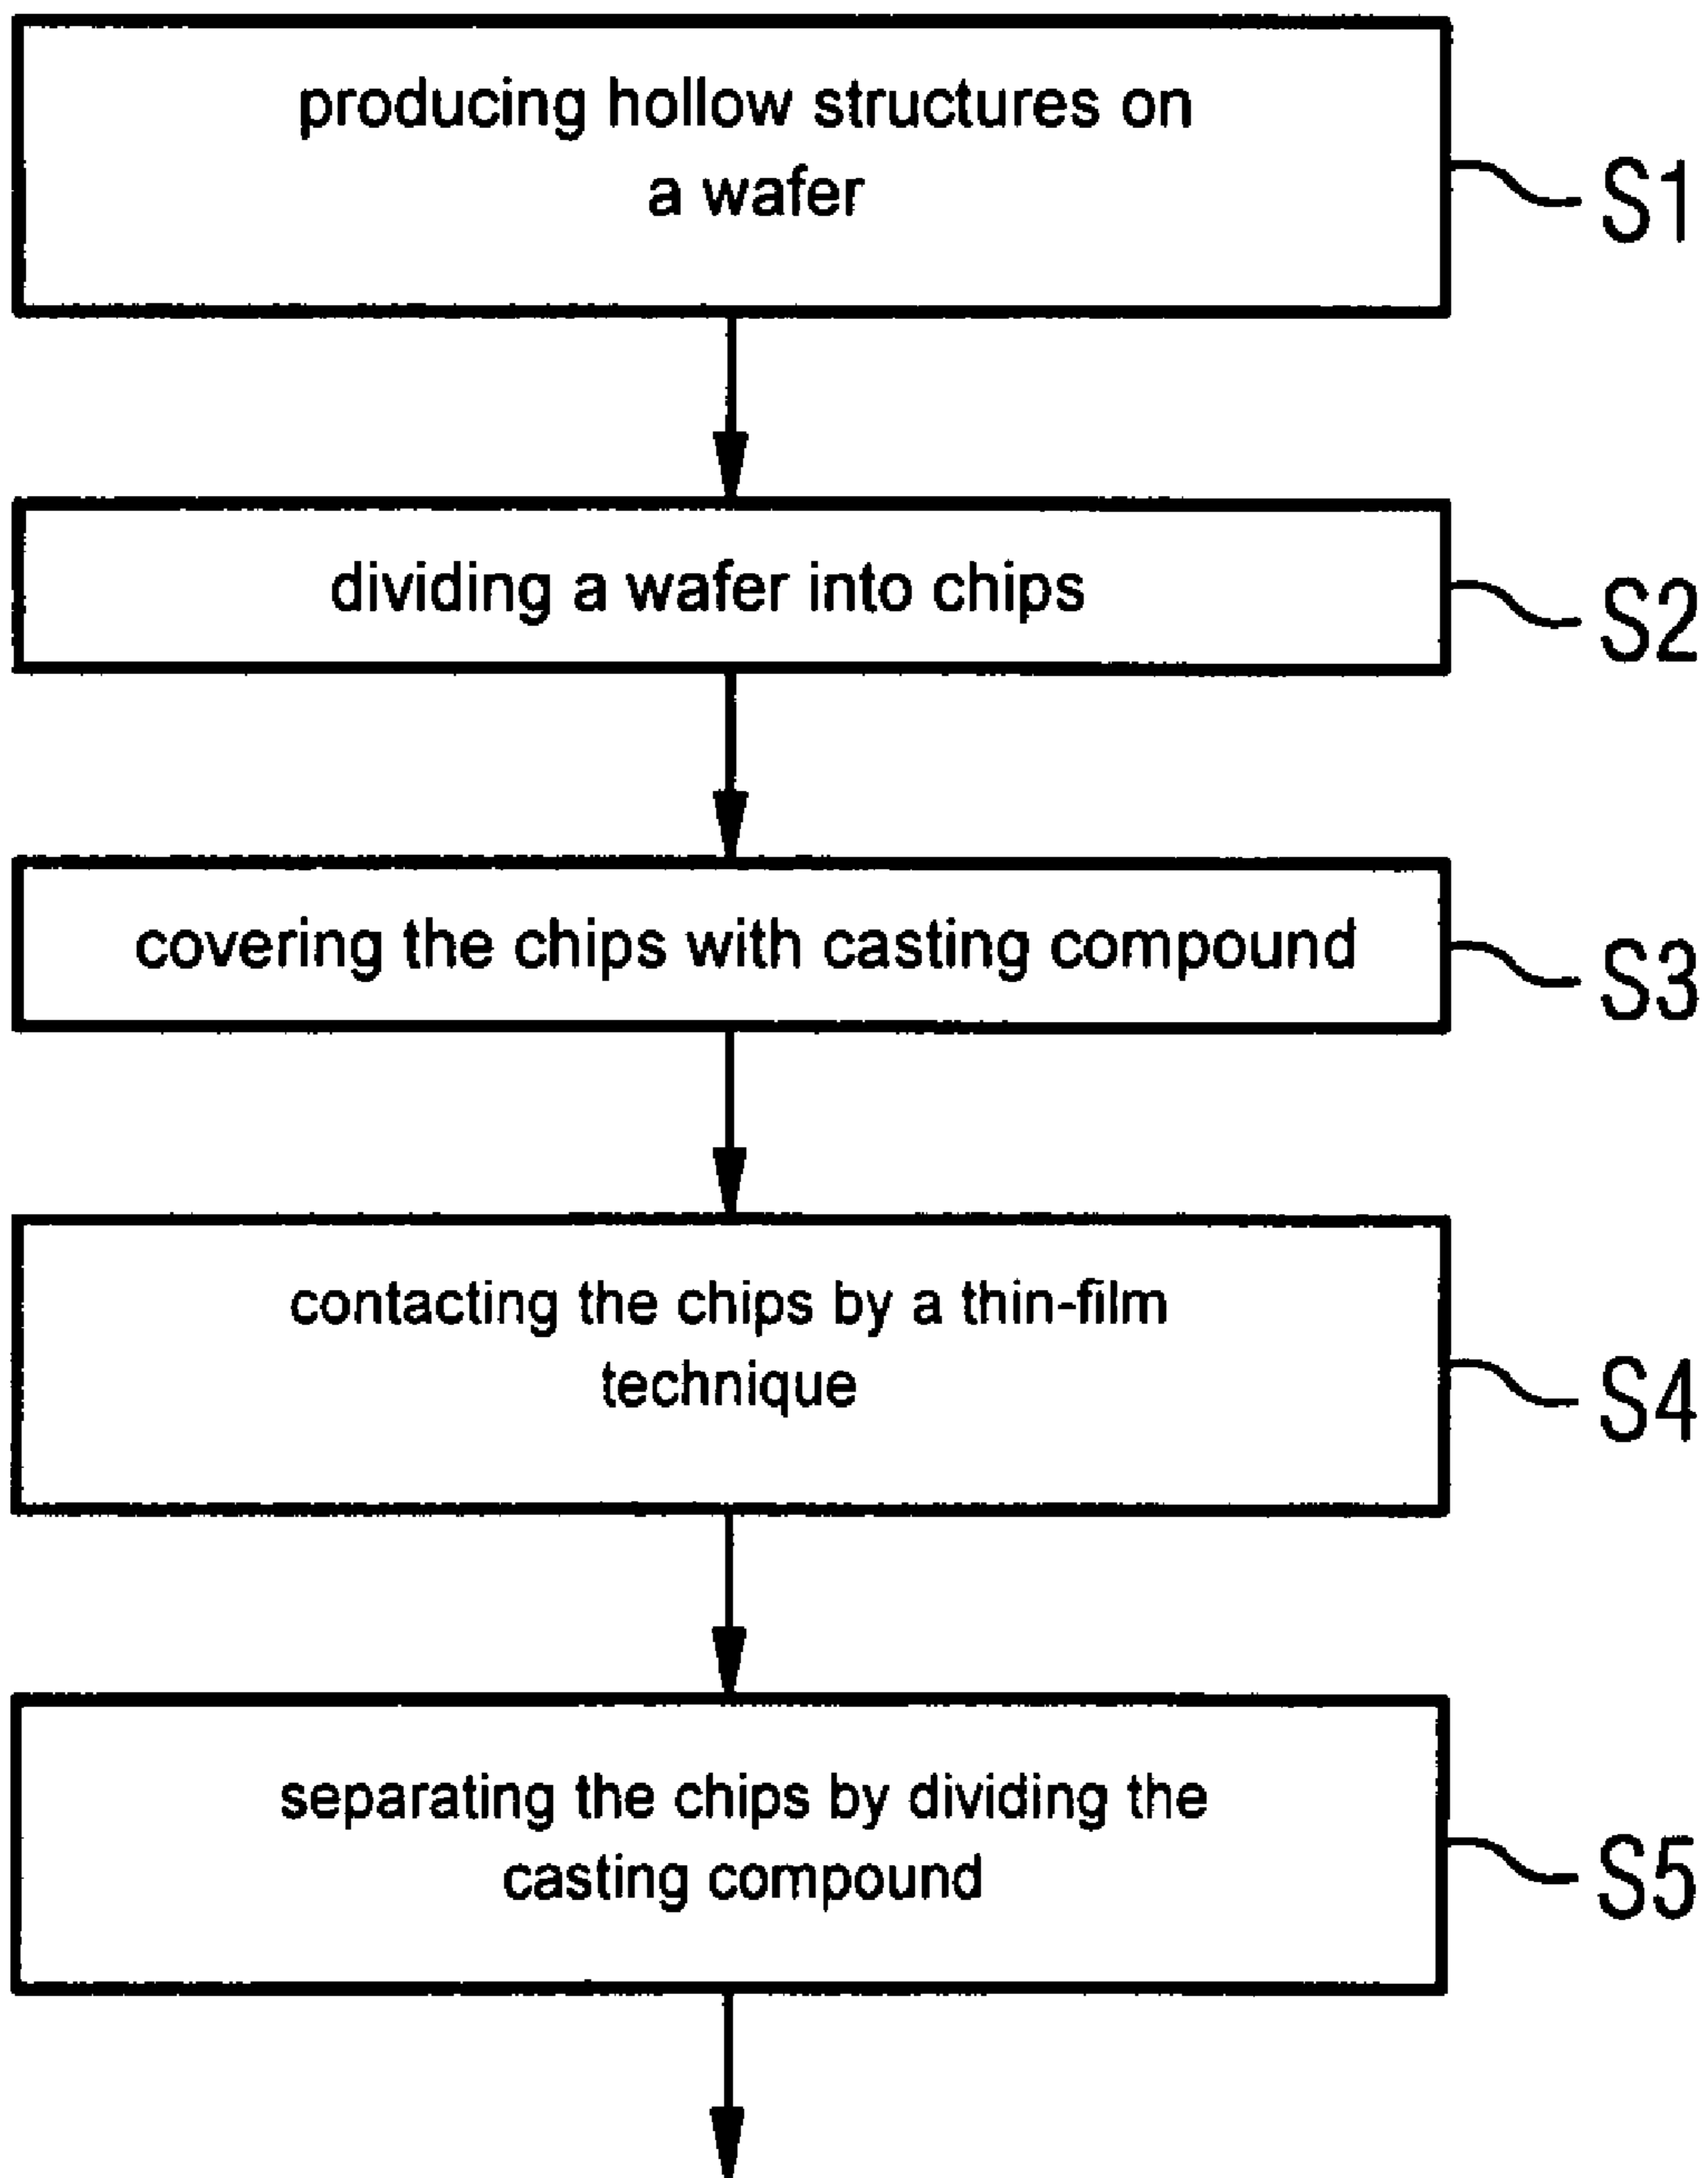 producing hollow structures on
a wafer
S1
dividing a wafer into chips
S2
covering the chips with casting compound
S3
contacting the chips by a thin-film
technique
S4
separating the chips by dividing the
casting compound
S5